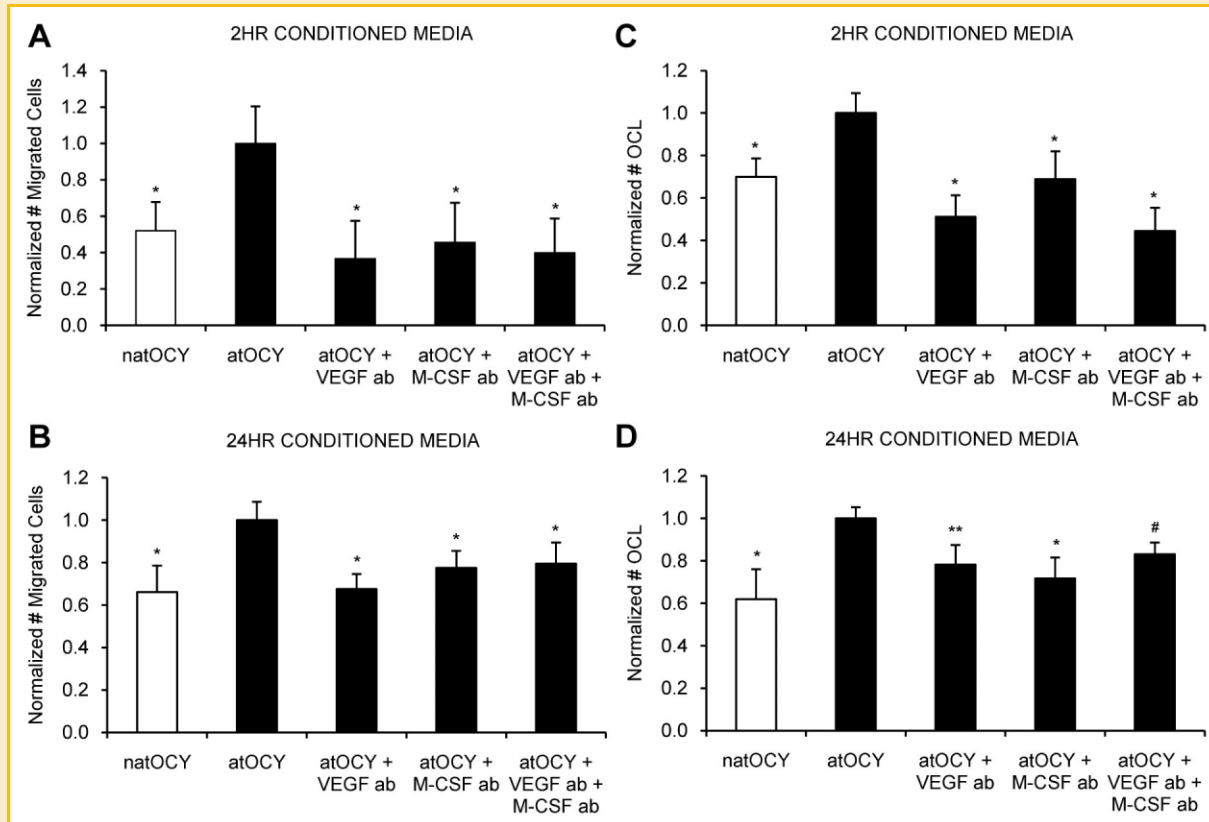 A
2HR CONDITIONED MEDIA
Normalized # Migrated Cells
1.4
1.2
1.0
0.8
0.6
0.4
0.2
0.0
*
*
*
*
natOCY
atOCY
atOCY +
VEGF ab
atOCY +
M-CSF ab
atOCY +
VEGF ab +
M-CSF ab
B
24HR CONDITIONED MEDIA
Normalized # Migrated Cells
1.2
1.0
0.8
0.6
0.4
0.2
0.0
*
*
*
*
natOCY
atOCY
atOCY +
VEGF ab
atOCY +
M-CSF ab
atOCY +
VEGF ab +
M-CSF ab
C
2HR CONDITIONED MEDIA
Normalized # OCL
1.2
1.0
0.8
0.6
0.4
0.2
0.0
*
*
*
*
natOCY
atOCY
atOCY +
VEGF ab
atOCY +
M-CSF ab
atOCY +
VEGF ab +
M-CSF ab
D
24HR CONDITIONED MEDIA
Normalized # OCL
1.2
1.0
0.8
0.6
0.4
0.2
0.0
*
**
*
#
natOCY
atOCY
atOCY +
VEGF ab
atOCY +
M-CSF ab
atOCY +
VEGF ab +
M-CSF ab